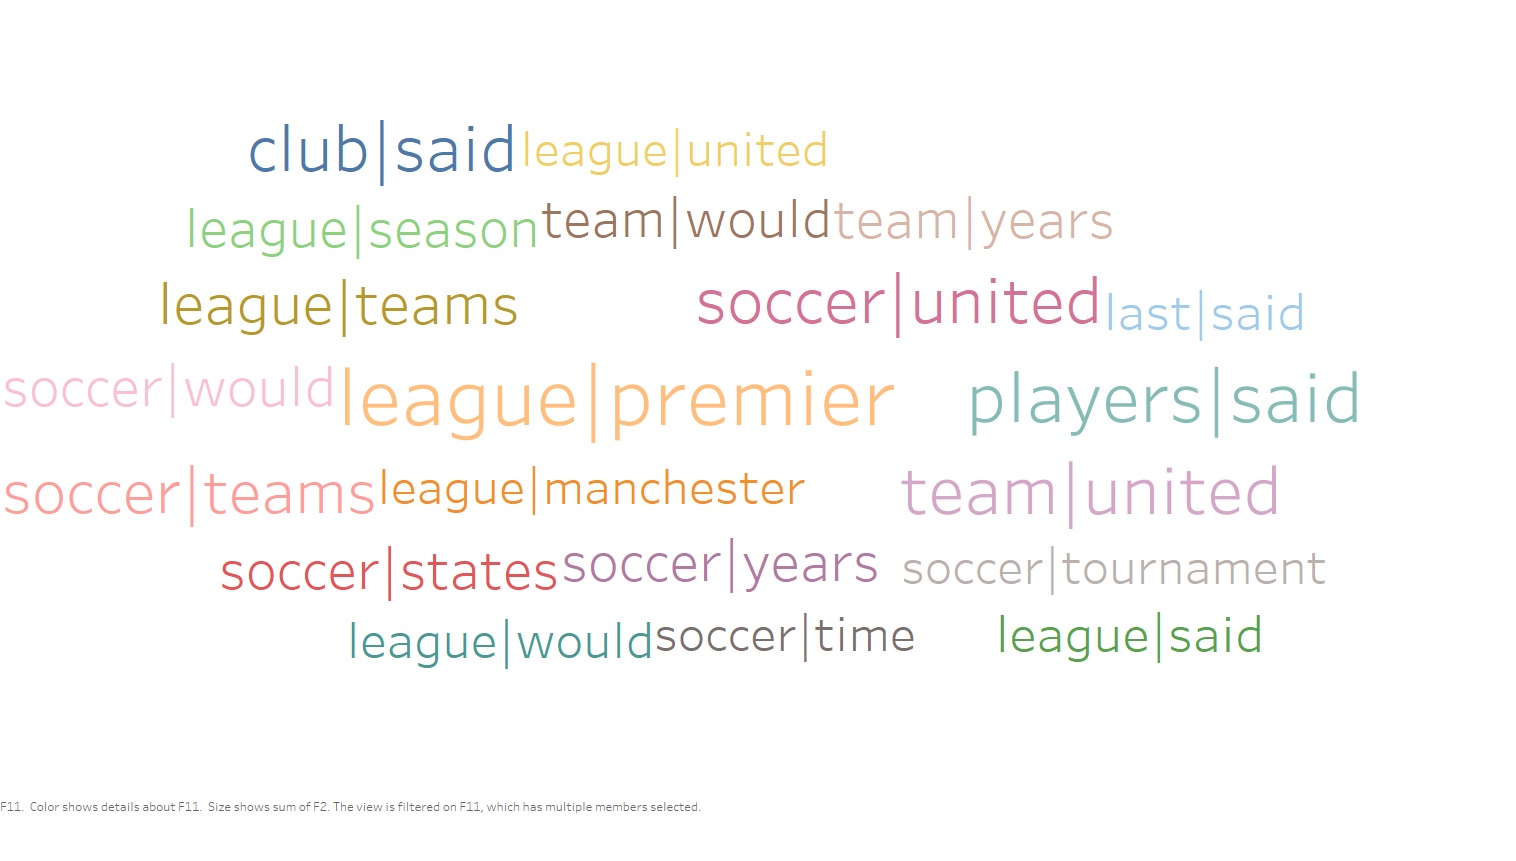 club|said league|united
league|season team|would team|years
league|teams soccer|united last|said
soccer|would league|premier players|said
soccer|teams league|manchester team|united
soccer|states soccer|years soccer|tournament
league|would soccer|time league|said
F11. Color shows details about F11. Size shows sum of F2. The view is filtered on F11, which has multiple members selected.